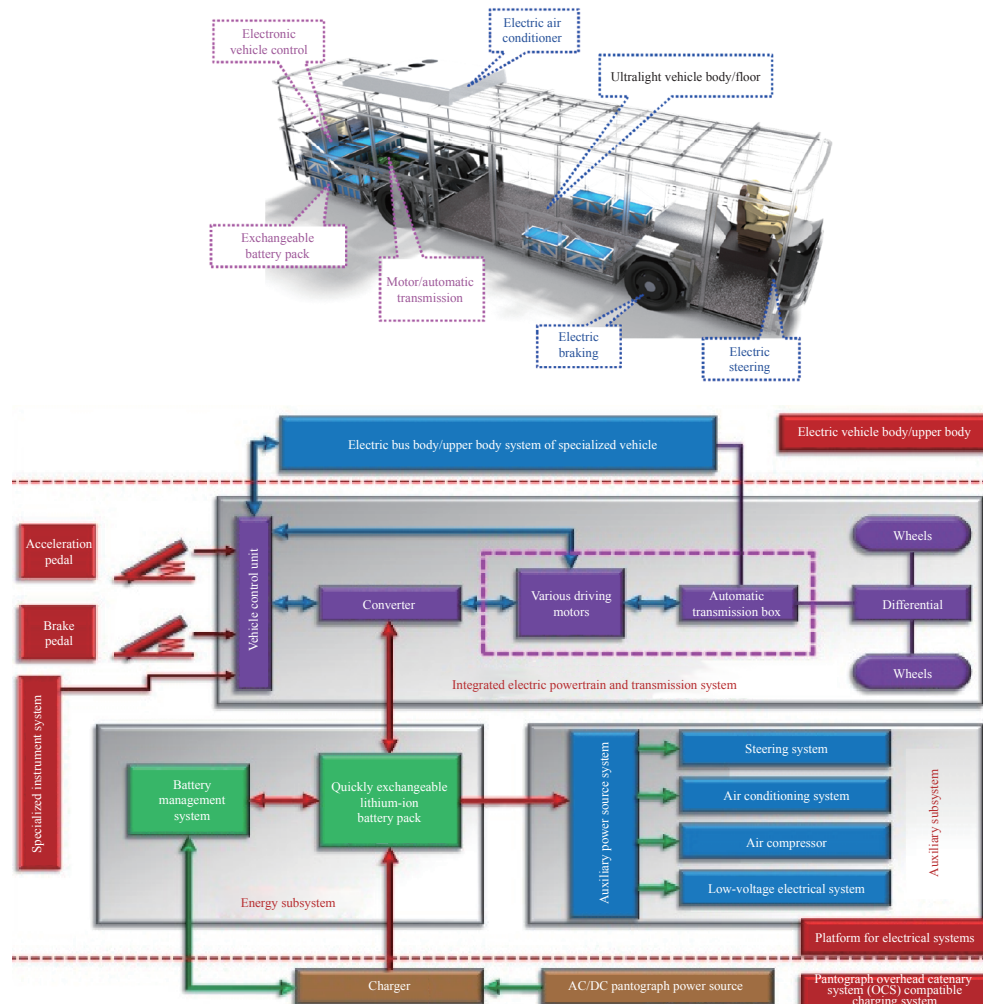 Electronic
vehicle control
Electric air
conditioner
Ultralight vehicle body/floor
Exchangeable
battery pack
Motor/automatic
transmission
Electric
braking
Electric
steering
Electric bus body/upper body system of specialized vehicle
Electric vehicle body/upper body
Acceleration
pedal
Brake
pedal
Specialized instrument system
Vehicle control unit
Converter
Various driving
motors
Automatic
transmission box
Wheels
Differential
Wheels
Integrated electric powertrain and transmission system
Battery
management
system
Quickly exchangeable
lithium-ion
battery pack
Energy subsystem
Auxiliary power source system
Steering system
Air conditioning system
Air compressor
Low-voltage electrical system
Auxiliary subsystem
Platform for electrical systems
Charger
AC/DC pantograph power source
Pantograph overhead catenary
system (OCS) compatible
charging system